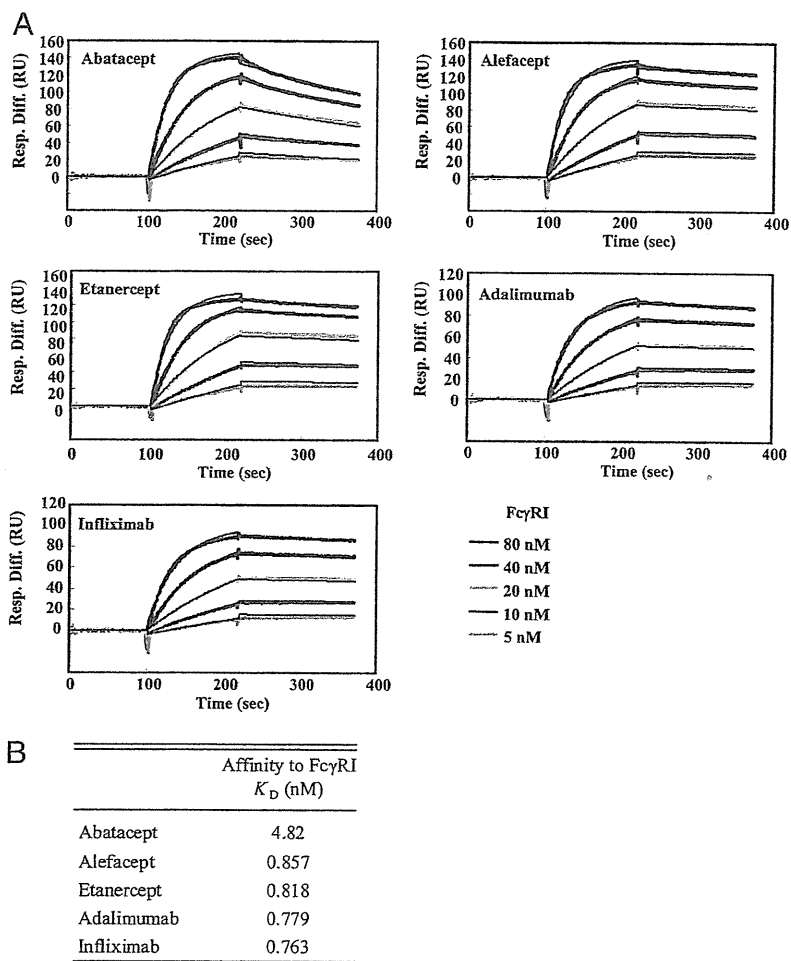 A
Abatacept
Resp. Diff. (RU)
160
140
120
100
80
60
40
20
0
0 100 200 300 400
Time (sec)
Alefacept
Resp. Diff. (RU)
160
140
120
100
80
60
40
20
0
0 100 200 300 400
Time (sec)
Etanercept
Resp. Diff. (RU)
160
140
120
100
80
60
40
20
0
0 100 200 300 400
Time (sec)
Adalimumab
Resp. Diff. (RU)
120
100
80
60
40
20
0
0 100 200 300 400
Time (sec)
Infliximab
Resp. Diff. (RU)
120
100
80
60
40
20
0
0 100 200 300 400
Time (sec)
FcγRI
80 nM
40 nM
20 nM
10 nM
5 nM
B
Affinity to FcγRI
KD (nM)
Abatacept 4.82
Alefacept 0.857
Etanercept 0.818
Adalimumab 0.779
Infliximab 0.763